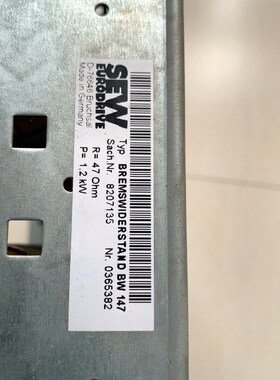 SEW
EURODRIVE
D-76646 Bruchsal
Made in Germany
Typ BREMSWIDERSTAND BW 147
Sach.Nr. 8207135 Nr. 0365382
R= 47 Ohm
P= 1.2 kW